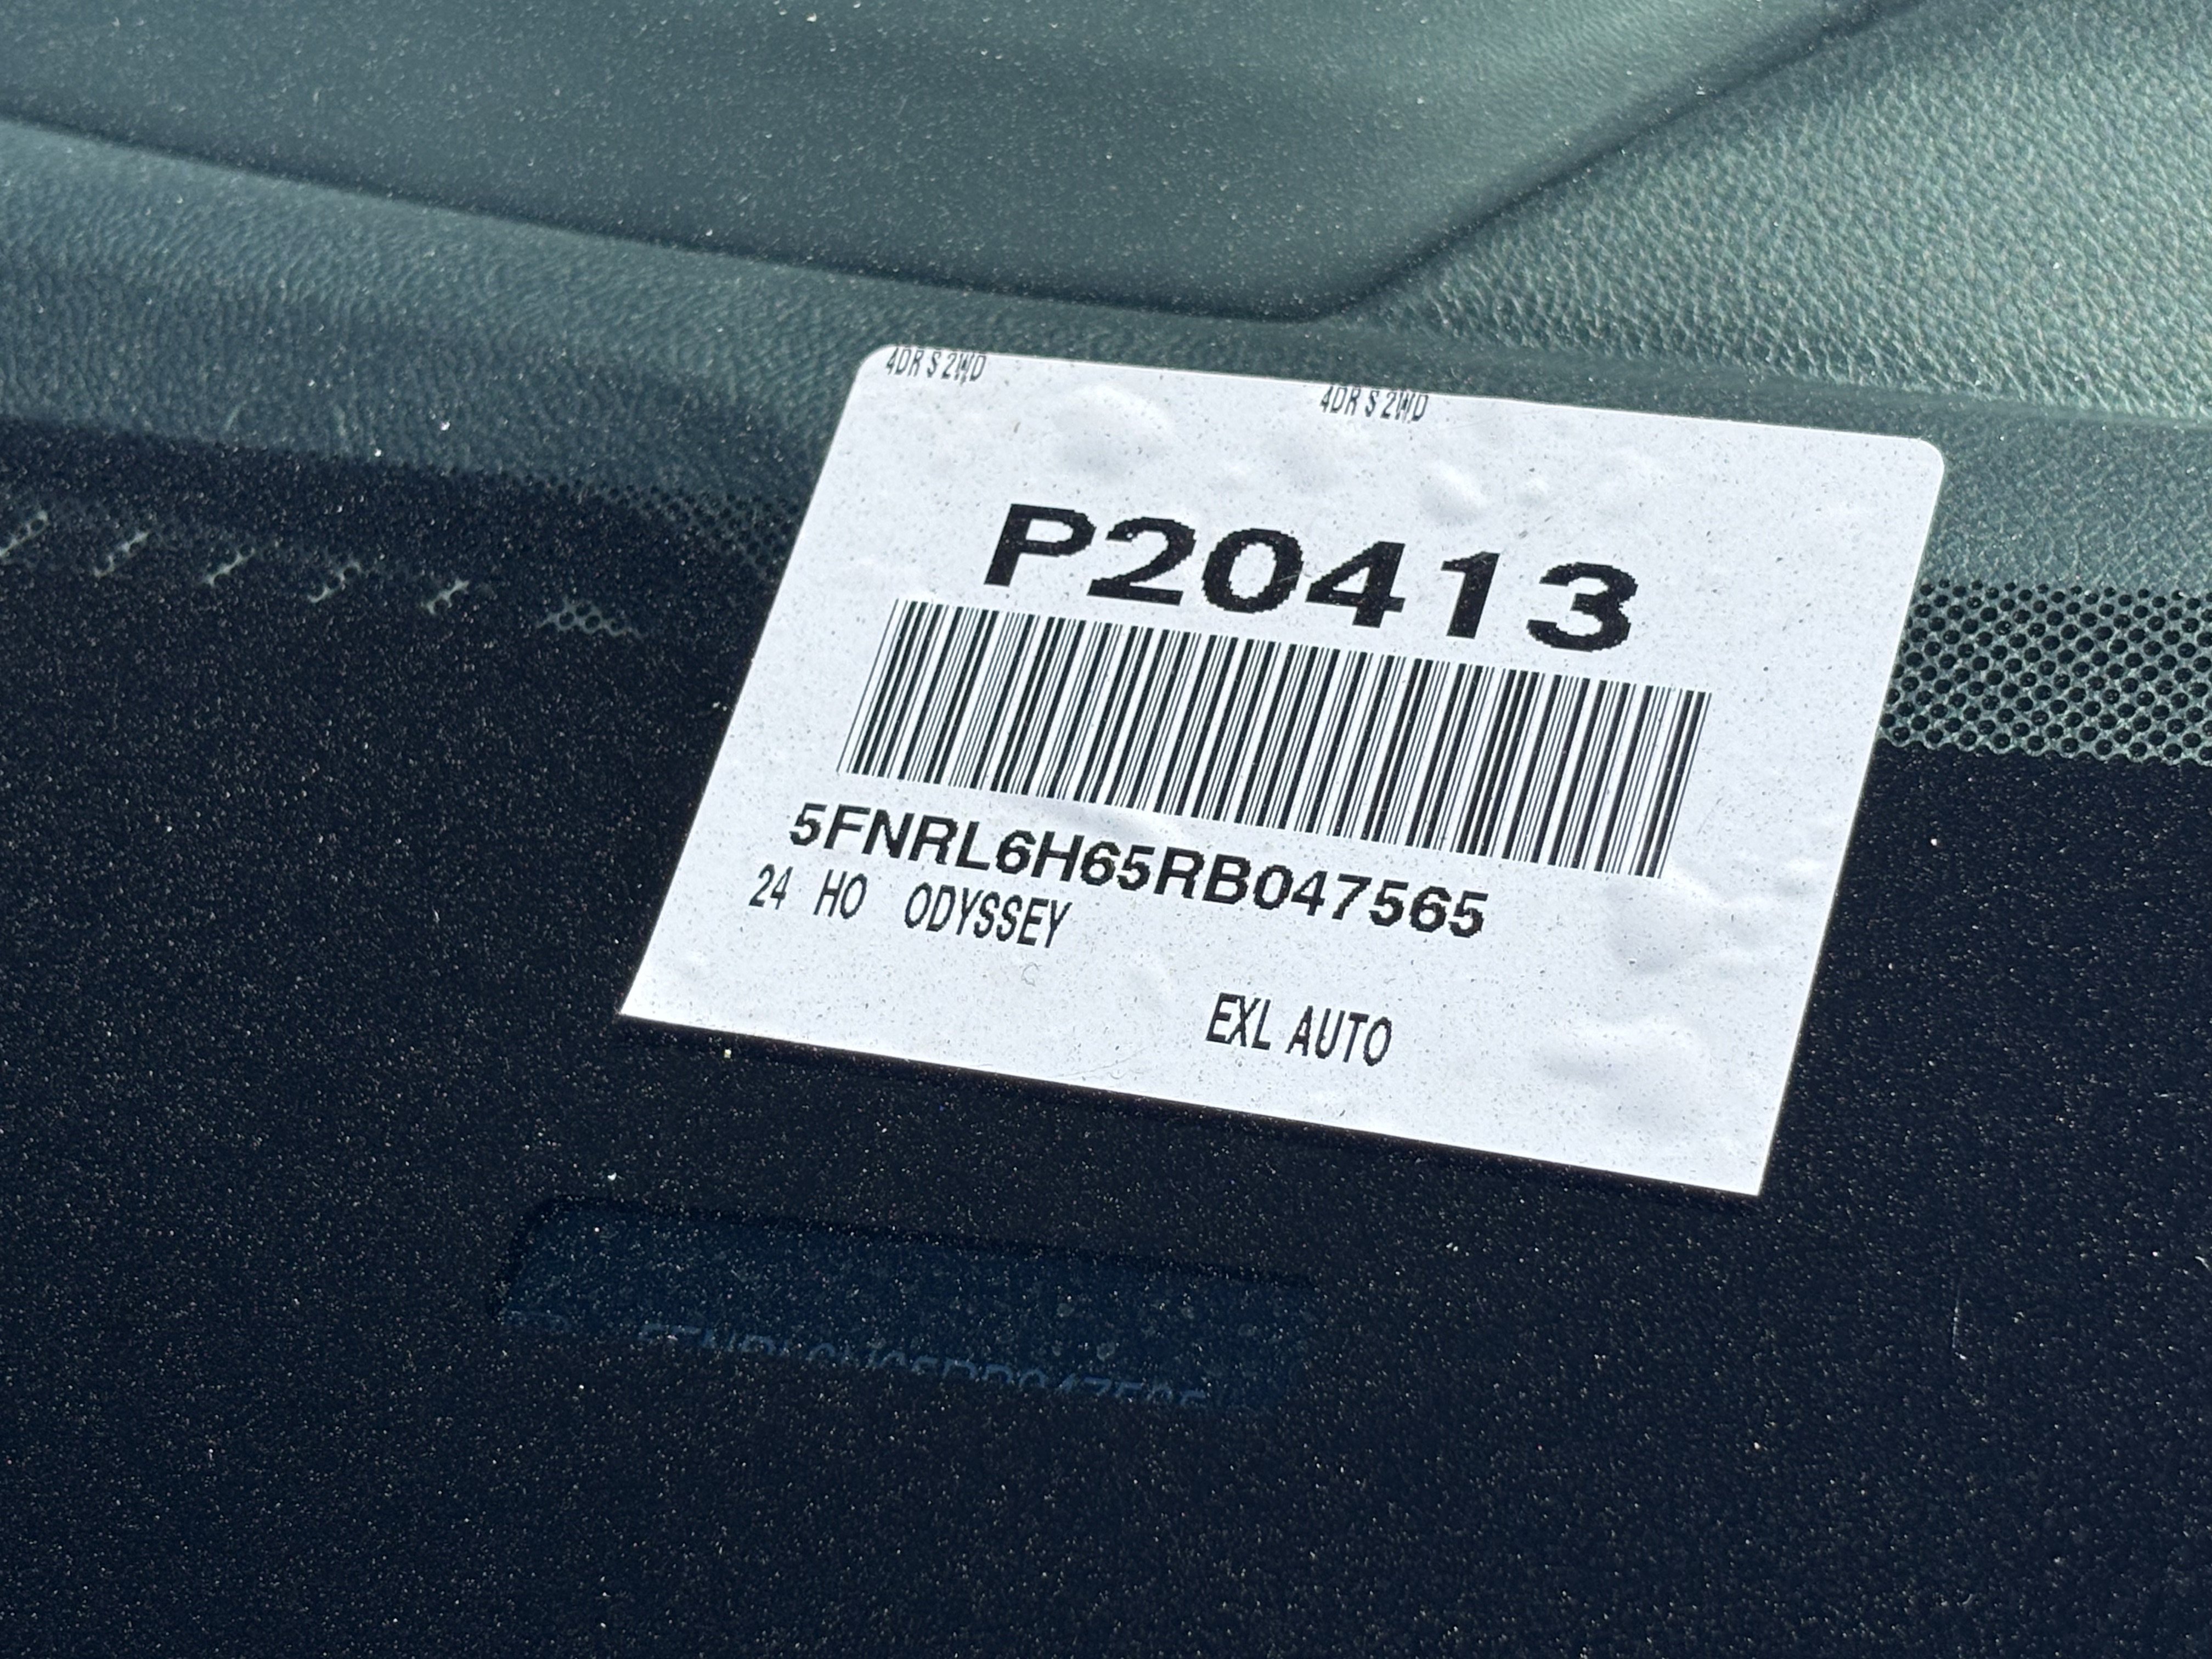 4DR S 2WD 4DR S 2WD
P20413
5FNRL6H65RB047565
24 HO ODYSSEY
EXL AUTO